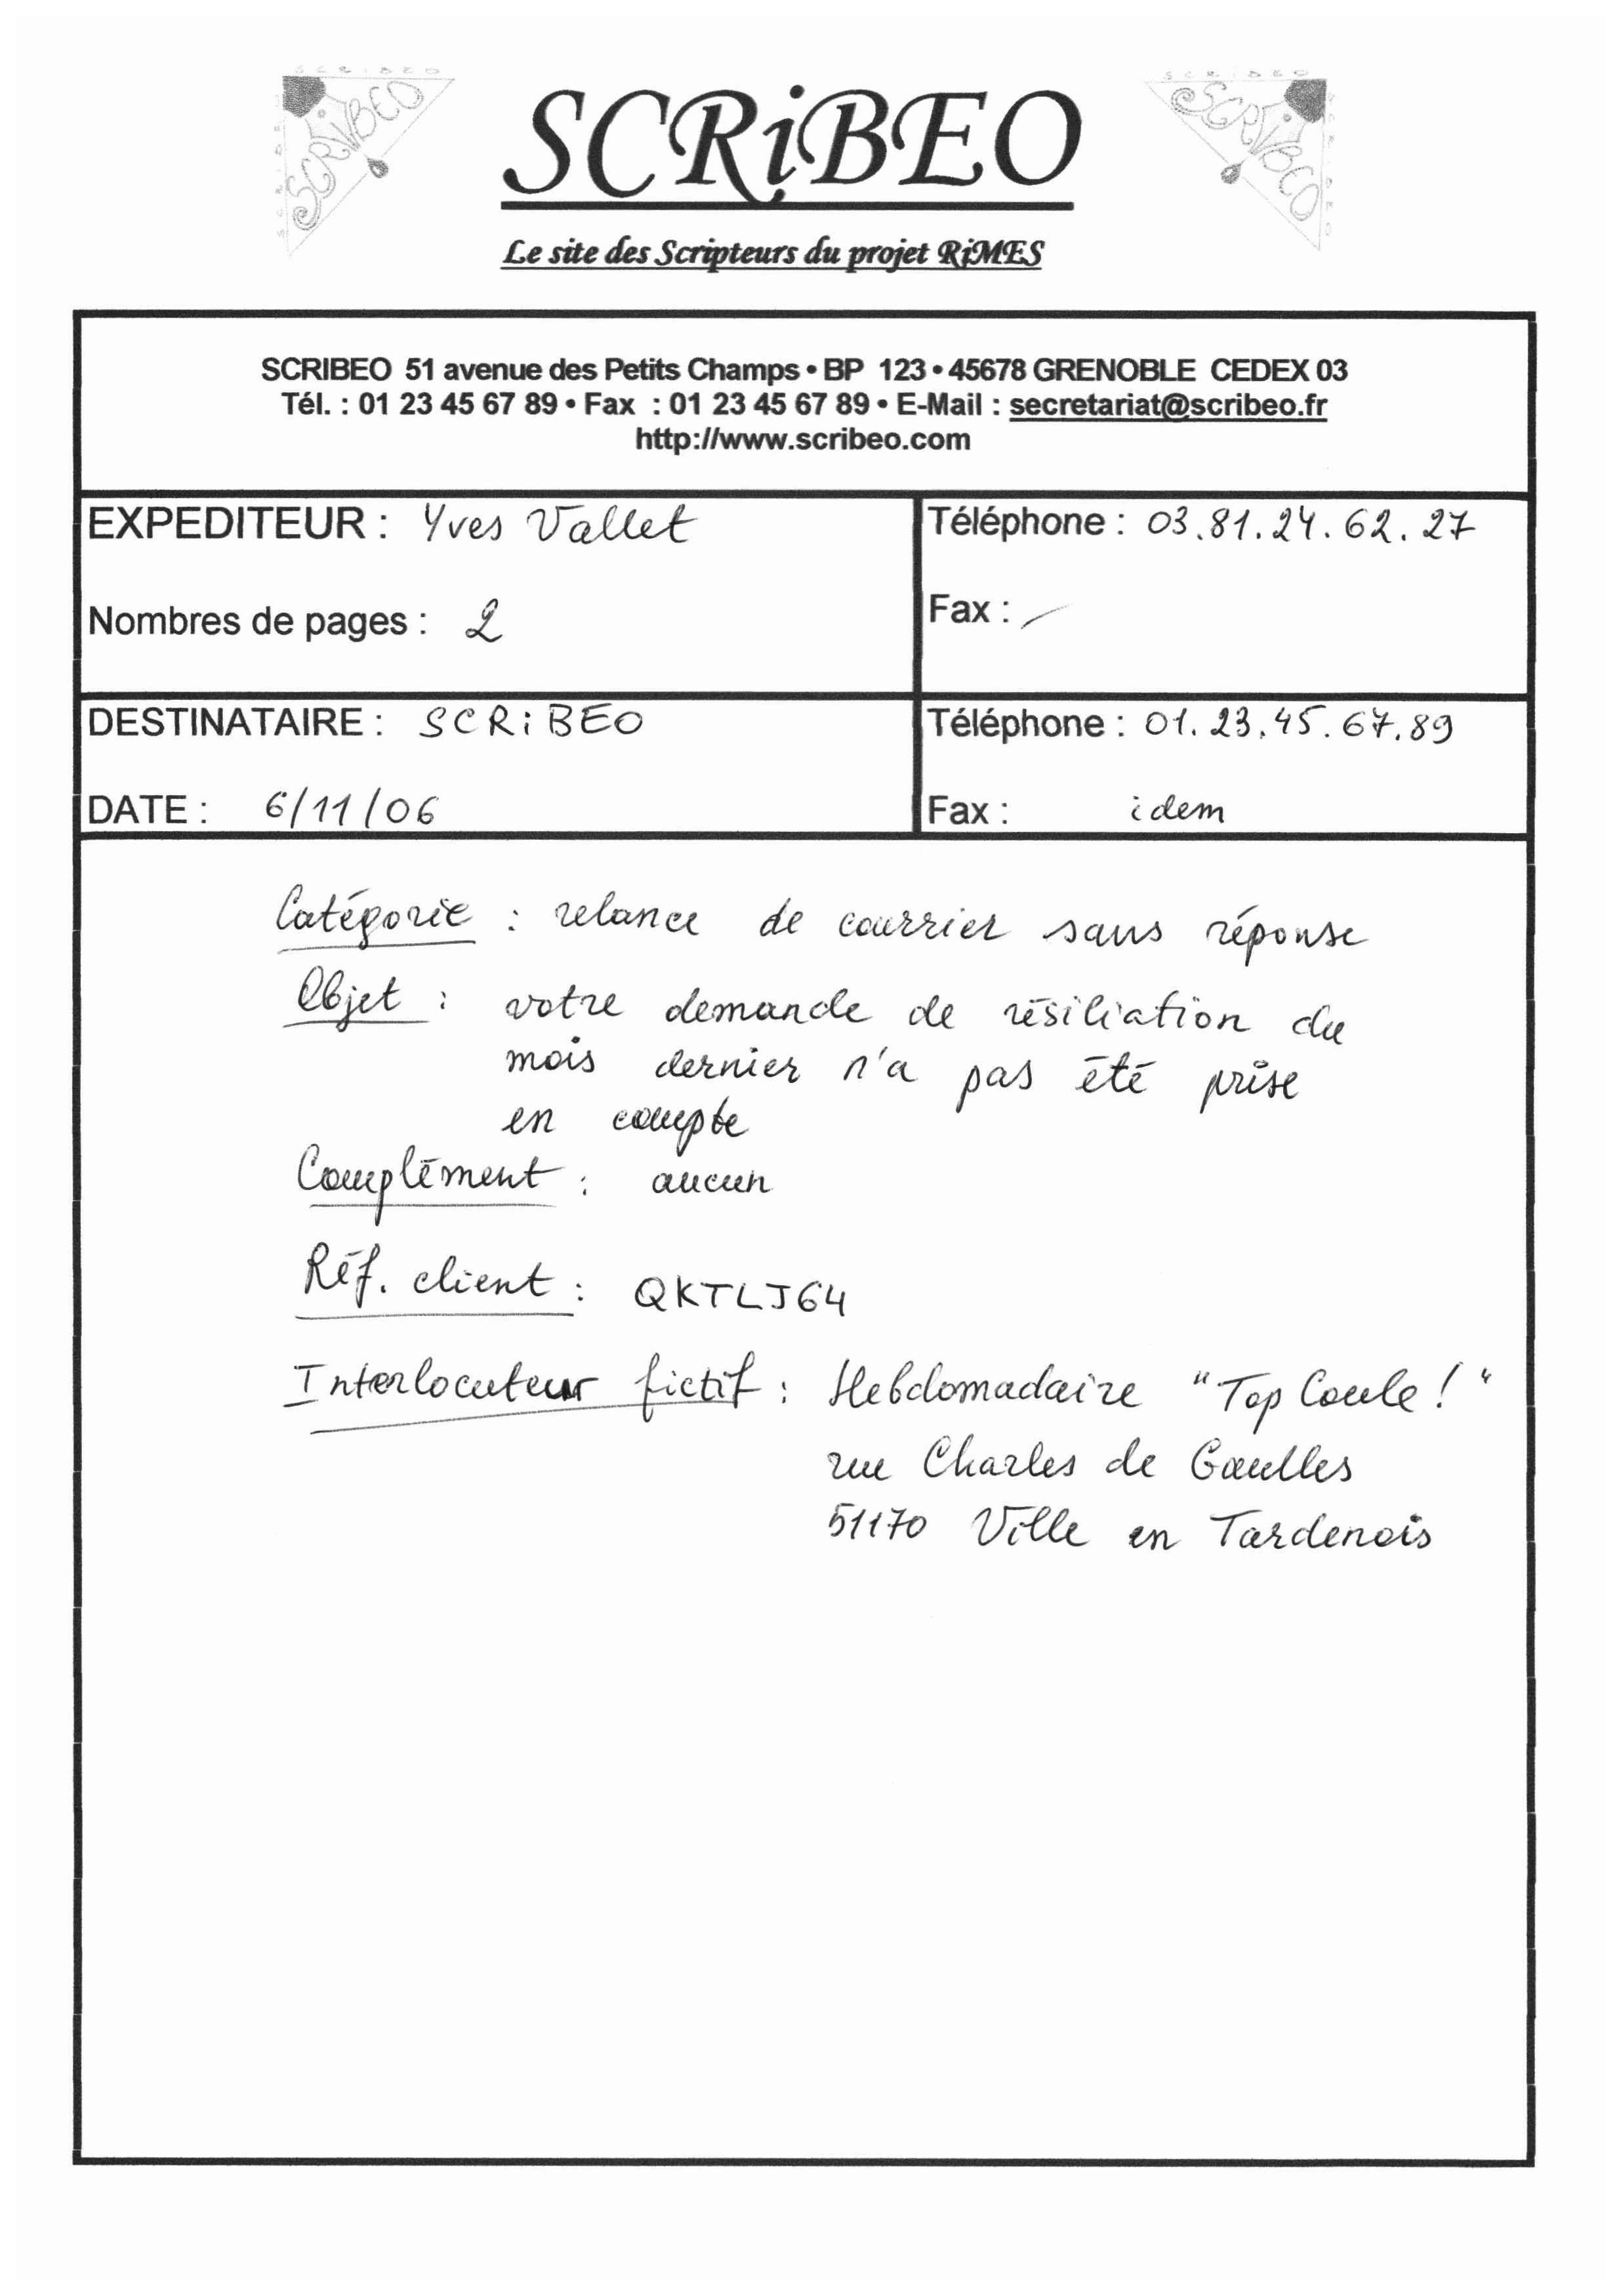 SCRiBEO
Le site des Scripteurs du projet RiMES
SCRIBEO 51 avenue des Petits Champs • BP 123 • 45678 GRENOBLE CEDEX 03
Tél. : 01 23 45 67 89 • Fax : 01 23 45 67 89 • E-Mail : secretariat@scribeo.fr
http://www.scribeo.com
EXPEDITEUR : Yves Vallet
Téléphone : 03.81.24.62.27
Nombres de pages : 2
Fax : /
DESTINATAIRE : SCRiBEO
Téléphone : 01.23.45.67.89
DATE : 6/11/06
Fax : idem
Catégorie : relance de courrier sans réponse
Objet : votre demande de résiliation du
mois dernier n'a pas été prise
en compte
Complément : aucun
Réf. client : QKTLJ64
Interlocuteur fictif : Hebdomadaire "Top Coule ! "
rue Charles de Gaulles
51170 Ville en Tardenois